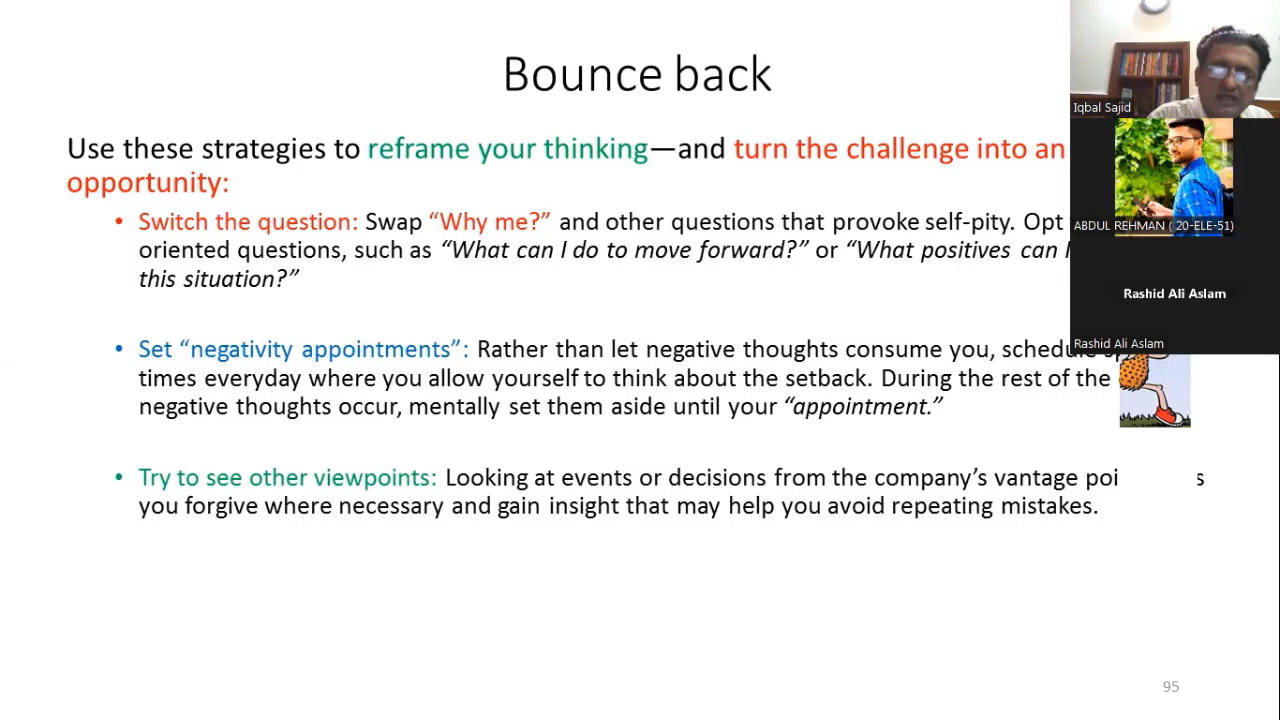 Bounce back
Use these strategies to reframe your thinking—and turn the challenge into an
opportunity:
• Switch the question: Swap “Why me?” and other questions that provoke self-pity. Opt
oriented questions, such as “What can I do to move forward?” or “What positives can I
this situation?”
• Set “negativity appointments”: Rather than let negative thoughts consume you, schedule
times everyday where you allow yourself to think about the setback. During the rest of the
negative thoughts occur, mentally set them aside until your “appointment.”
• Try to see other viewpoints: Looking at events or decisions from the company’s vantage poi s
you forgive where necessary and gain insight that may help you avoid repeating mistakes.
95
Iqbal Sajid
ABDUL REHMAN ( 20-ELE-51)
Rashid Ali Aslam
Rashid Ali Aslam